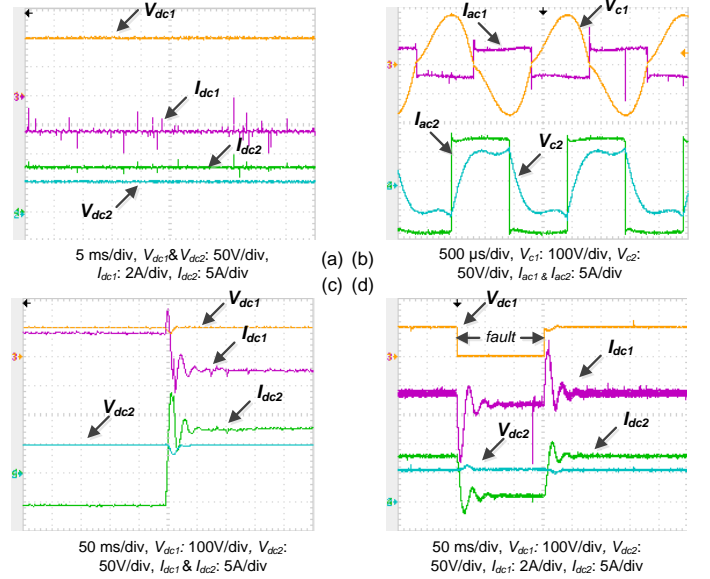 Vdc1
Idc1
Idc2
Vdc2
5 ms/div, Vdc1& Vdc2: 50V/div,
Idc1: 2A/div, Idc2: 5A/div
(a) (b)
Iac1
Vc1
Iac2
Vc2
500 µs/div, Vc1: 100V/div, Vc2:
50V/div, Iac1 & Iac2: 5A/div
(c) (d)
Vdc1
Idc1
Vdc2
Idc2
50 ms/div, Vdc1: 100V/div, Vdc2:
50V/div, Idc1 & Idc2: 5A/div
Vdc1
fault
Idc1
Vdc2
Idc2
50 ms/div, Vdc1: 100V/div, Vdc2:
50V/div, Idc1: 2A/div, Idc2: 5A/div